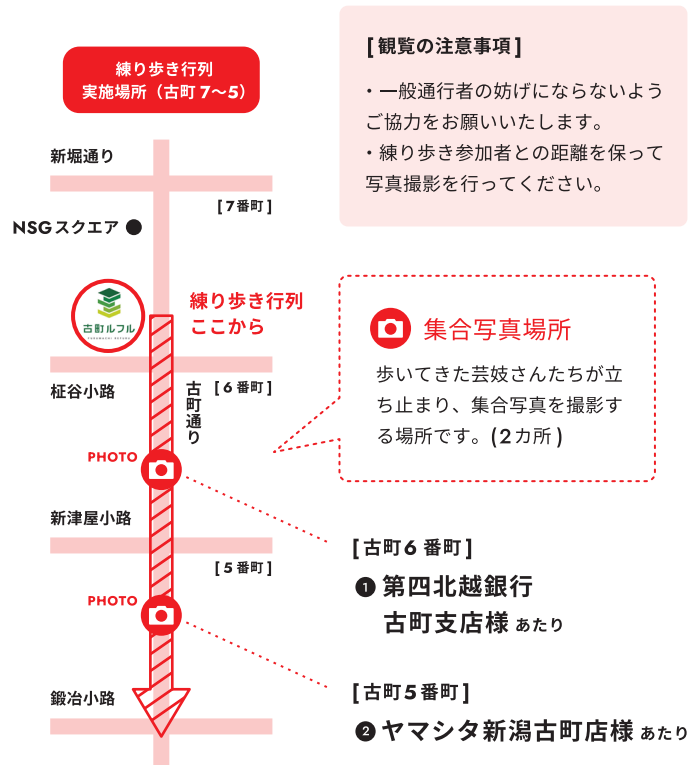 練り歩き行列
実施場所（古町7〜5）
[観覧の注意事項]
・一般通行者の妨げにならないよう
ご協力をお願いいたします。
・練り歩き参加者との距離を保って
写真撮影を行ってください。
新堀通り
[7番町]
NSGスクエア
古町ルフル
FURUMACHI REFURU
練り歩き行列
ここから
柾谷小路
[6番町]
古町通り
集合写真場所
歩いてきた芸妓さんたちが立
ち止まり、集合写真を撮影す
る場所です。(2カ所)
PHOTO
新津屋小路
[5番町]
[古町6番町]
❶第四北越銀行
古町支店様あたり
PHOTO
鍛冶小路
[古町5番町]
❷ヤマシタ新潟古町店様あたり